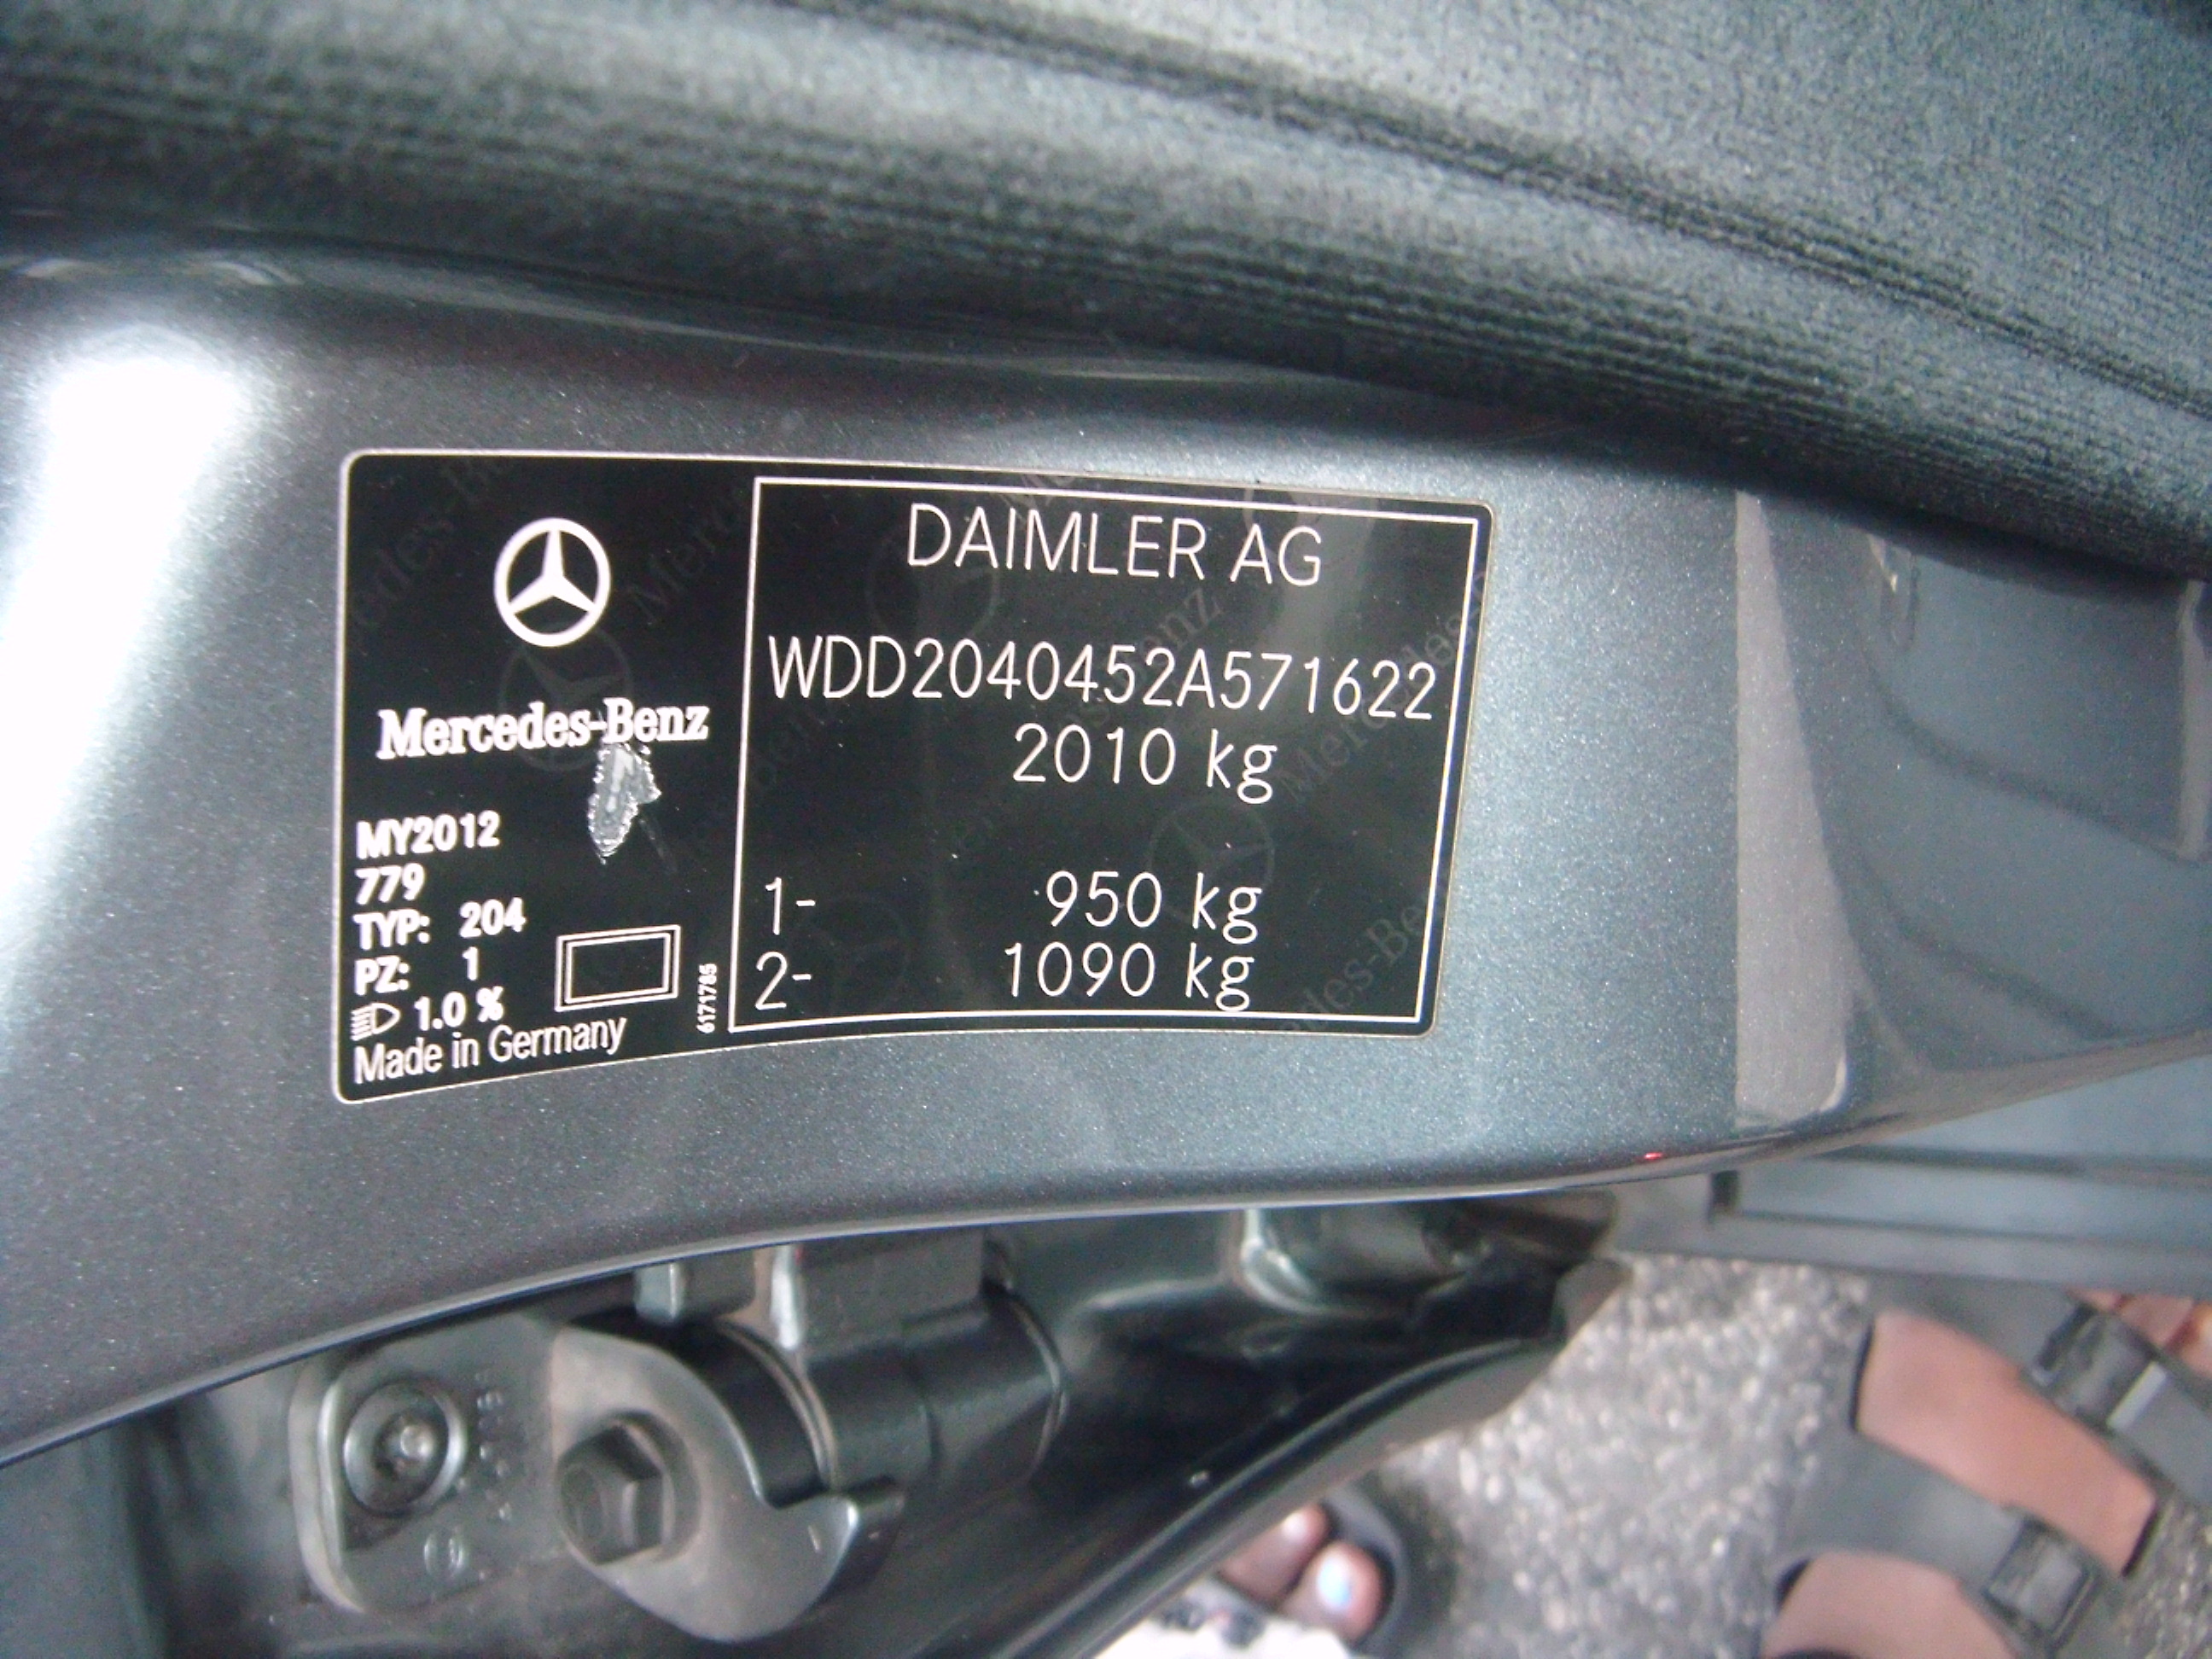 Mercedes-Benz
MY2012
779
TYP: 204
PZ: 1
1.0 %
Made in Germany
6171785
DAIMLER AG
WDD2040452A571622
2010 kg
1- 950 kg
2- 1090 kg